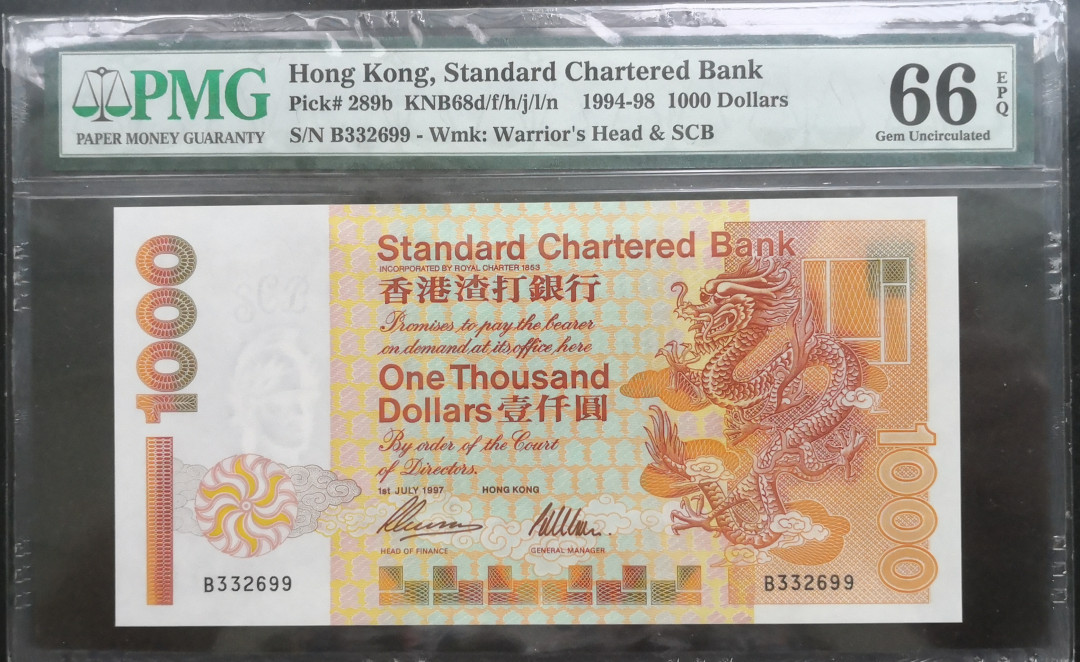 PMG
PAPER MONEY GUARANTY
Hong Kong, Standard Chartered Bank
Pick# 289b KNB68d/f/h/j/l/n 1994-98 1000 Dollars
S/N B332699 - Wmk: Warrior's Head & SCB
66
EPQ
Gem Uncirculated
1000
Standard Chartered Bank
INCORPORATED BY ROYAL CHARTER 1853
香港渣打銀行
Promises to pay the bearer
on demand at its office here
One Thousand
Dollars 壹仟圓
By order of the Court
of Directors.
1st JULY 1997 HONG KONG
HEAD OF FINANCE GENERAL MANAGER
1000
B332699 B332699